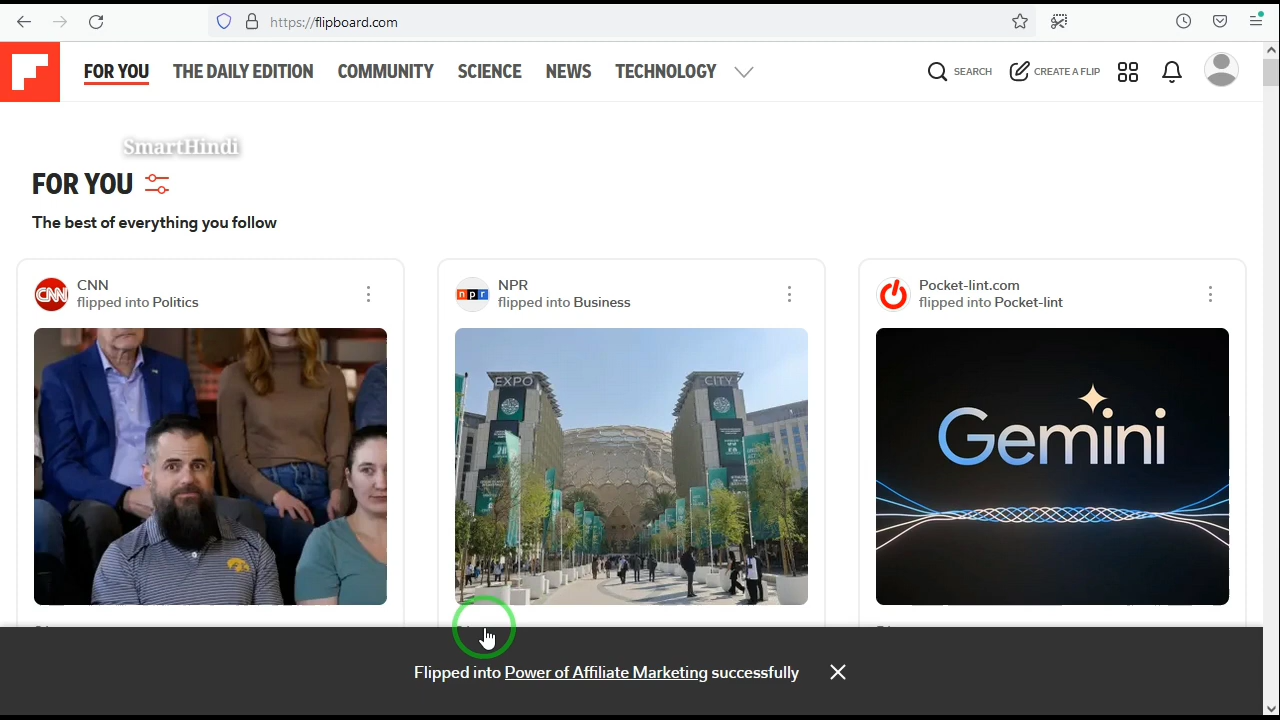 https://flipboard.com
FOR YOU THE DAILY EDITION COMMUNITY SCIENCE NEWS TECHNOLOGY SEARCH CREATE A FLIP
SmartHindi
FOR YOU
The best of everything you follow
CNN
CNN
flipped into Politics
npr
NPR
flipped into Business
Pocket-lint.com
flipped into Pocket-lint
EXPO CITY
Gemini
Flipped into Power of Affiliate Marketing successfully